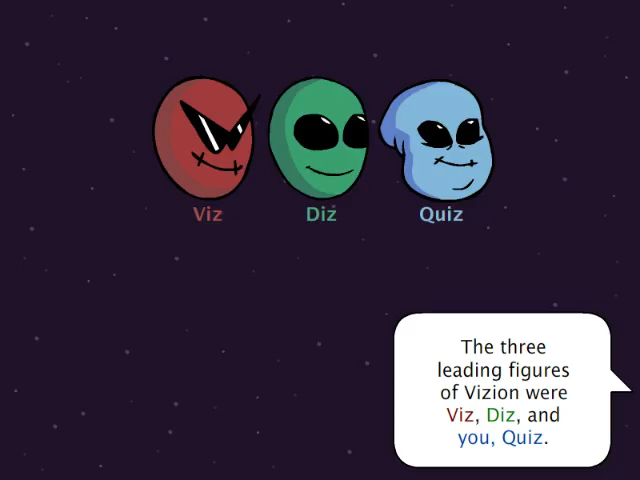 Viz Diz Quiz
The three
leading figures
of Vizion were
Viz, Diz, and
you, Quiz.